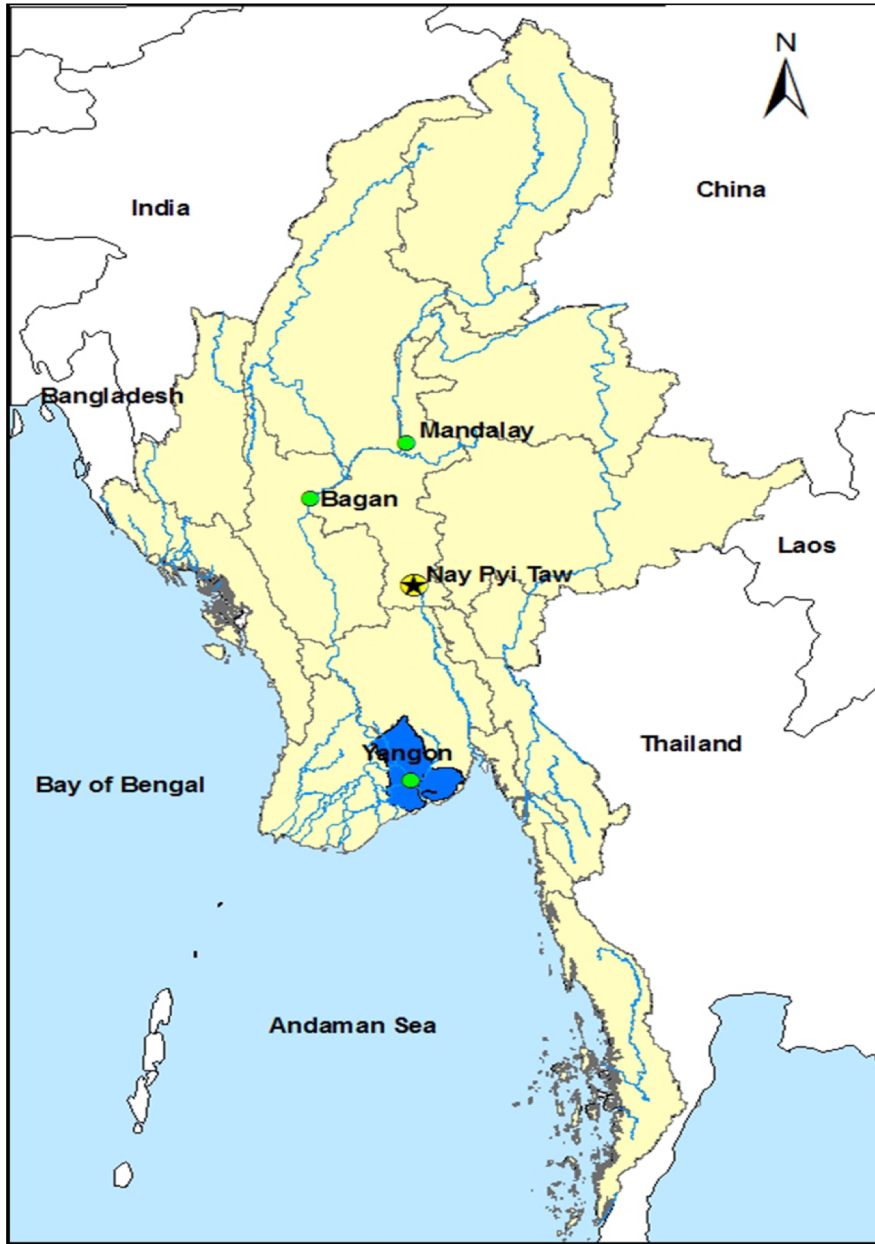 N
China
India
Bangladesh
Mandalay
Bagan
Laos
Nay Pyi Taw
Thailand
Yangon
Bay of Bengal
Andaman Sea